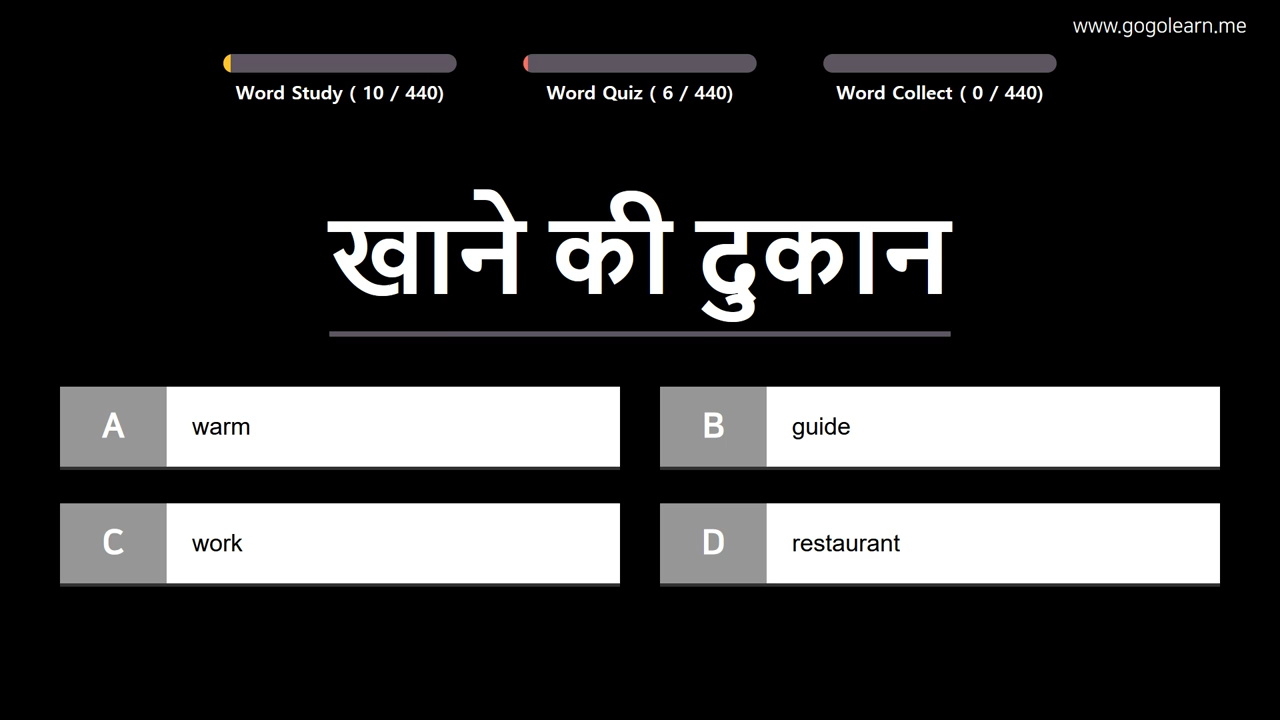 www.gogolearn.me
Word Study ( 10 / 440)
Word Quiz ( 6 / 440)
Word Collect ( 0 / 440)
खाने की दुकान
A warm
B guide
C work
D restaurant